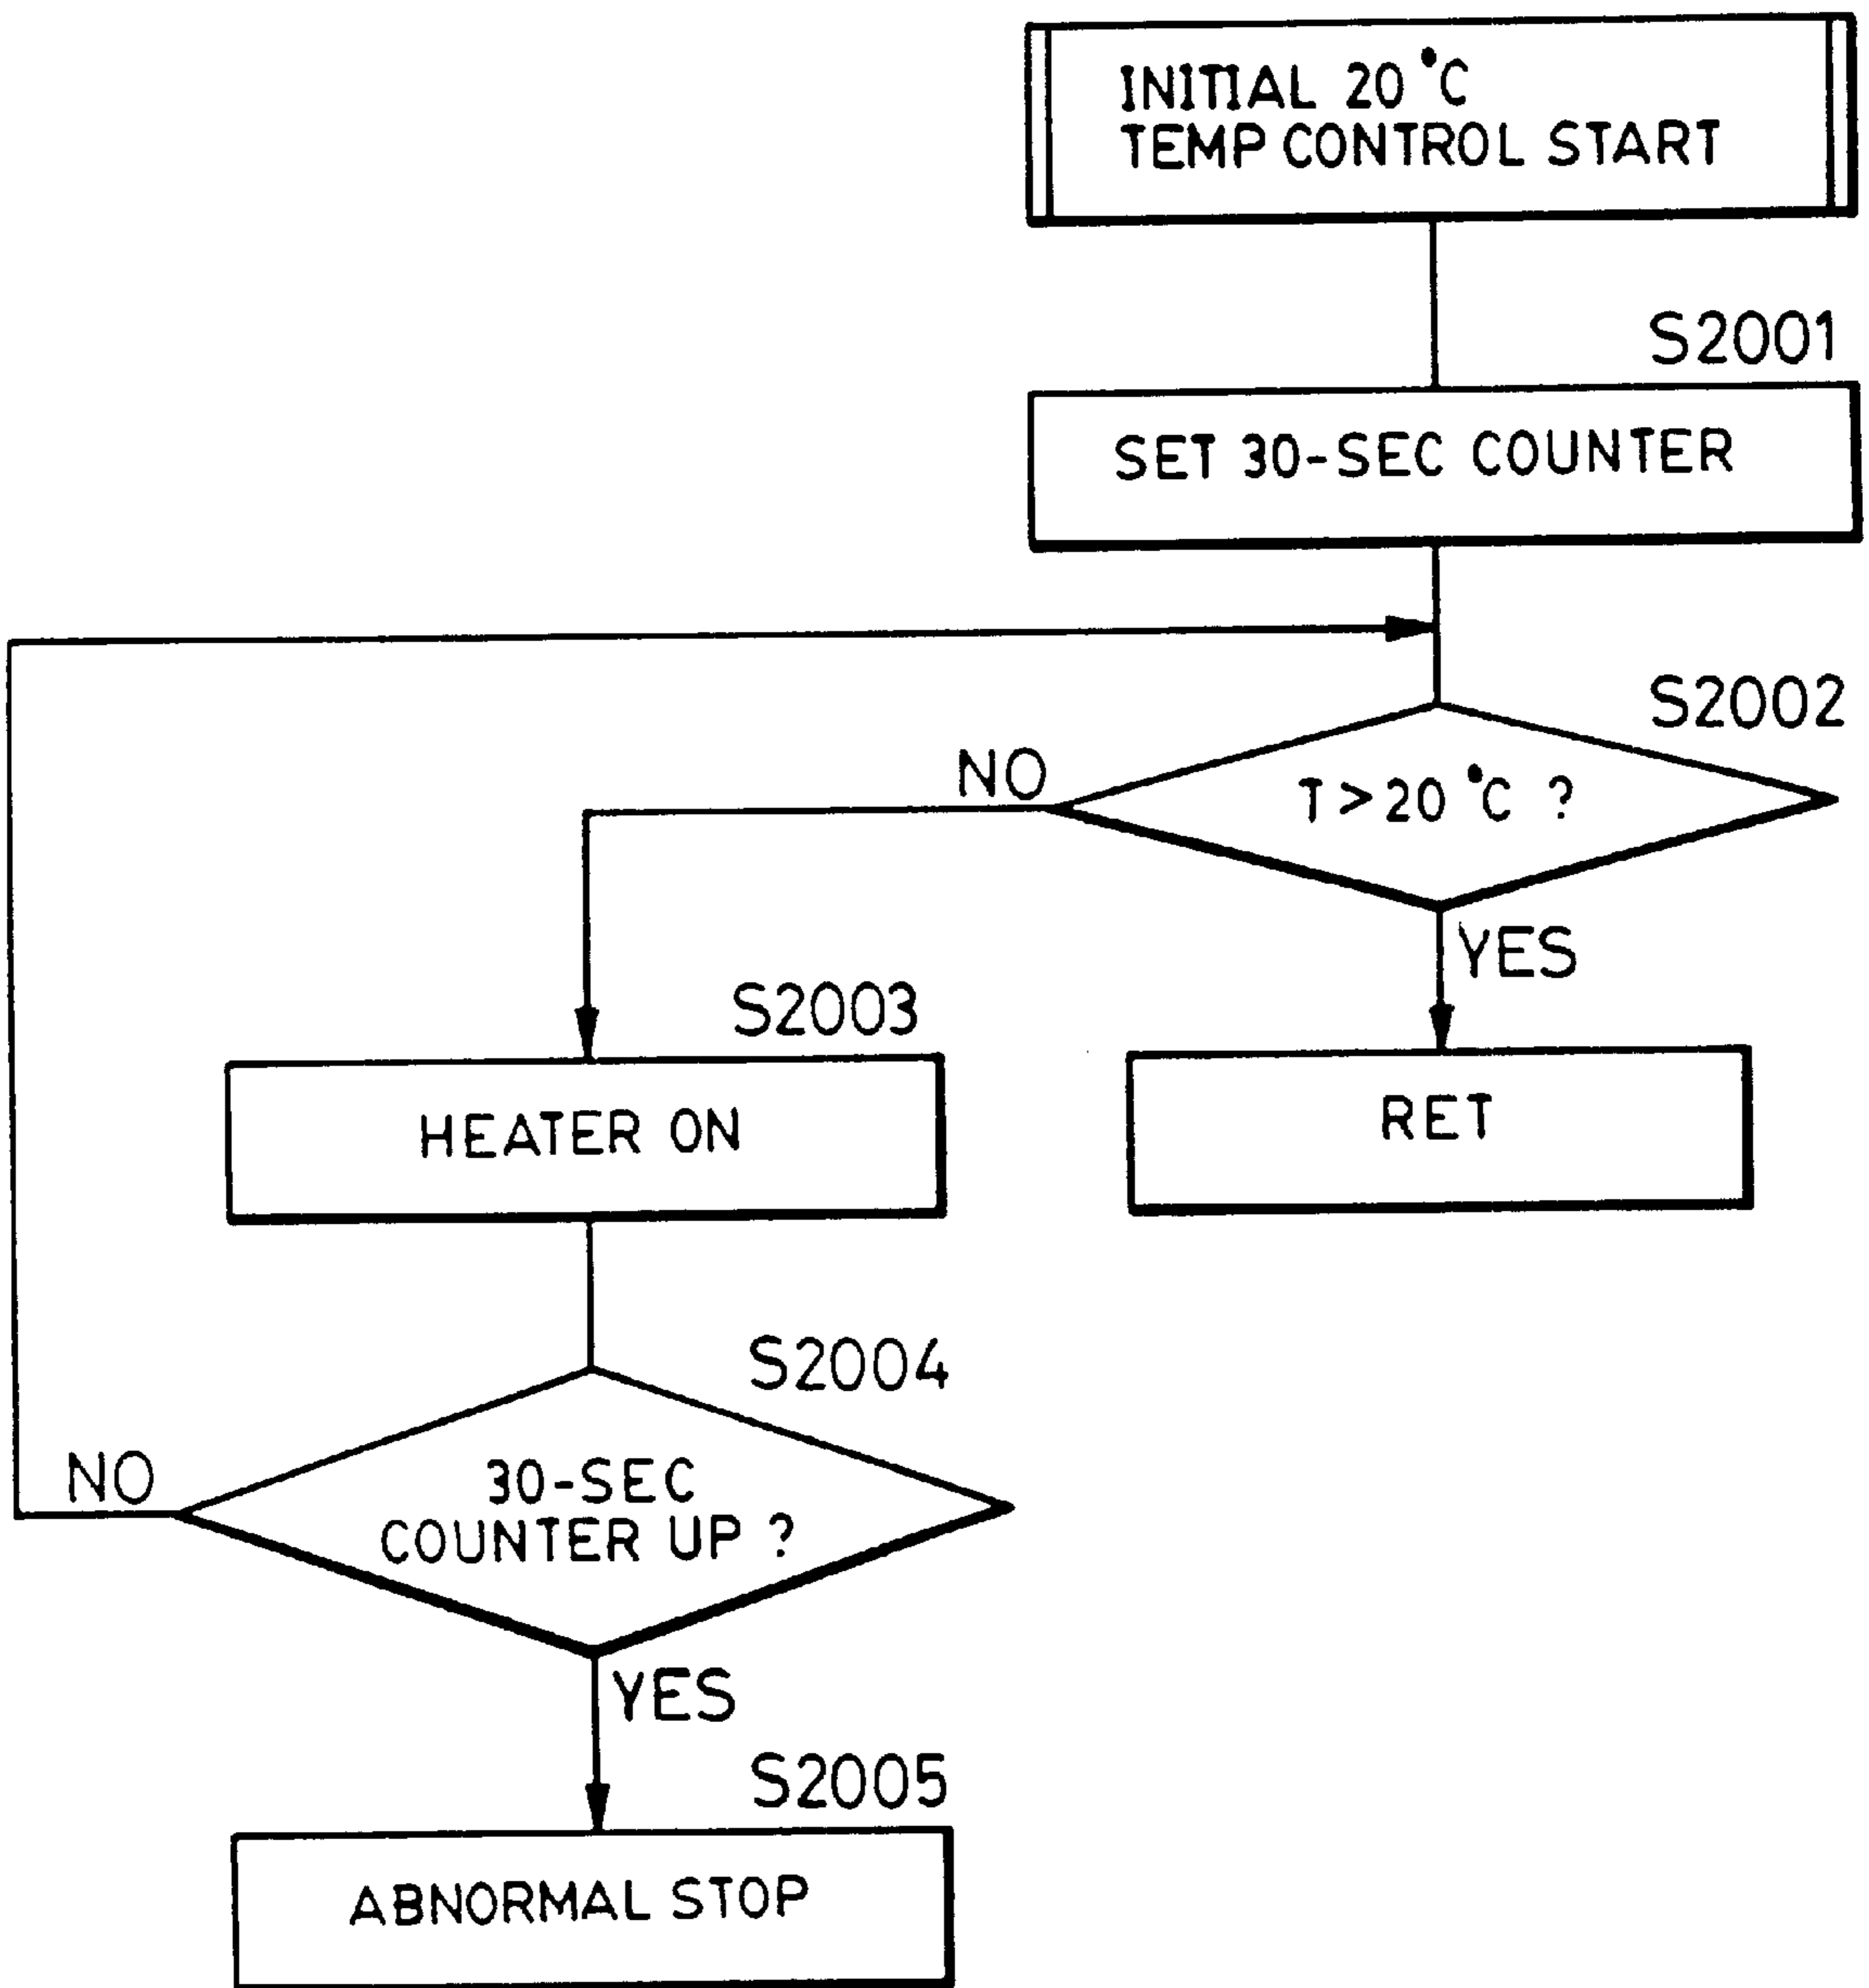 INITIAL 20°C
TEMP CONTROL START
S2001
SET 30-SEC COUNTER
S2002
NO
T > 20°C ?
YES
S2003
HEATER ON
RET
S2004
NO
30-SEC
COUNTER UP ?
YES
S2005
ABNORMAL STOP